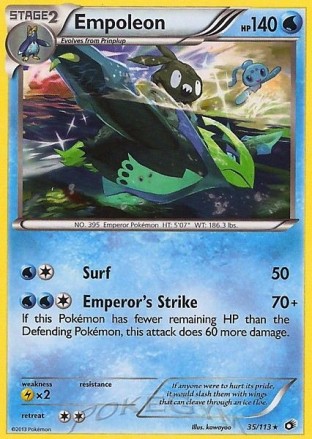 STAGE2
Empoleon
HP140
Evolves from Prinplup
NO. 395 Emperor Pokémon HT: 5'07" WT: 186.3 lbs.
Surf 50
Emperor's Strike 70+
If this Pokémon has fewer remaining HP than the
Defending Pokémon, this attack does 60 more damage.
weakness resistance
×2
retreat
If anyone were to hurt its pride,
it would slash them with wings
that can cleave through an ice floe.
©2013 Pokémon
Illus. kawayoo
35/113★